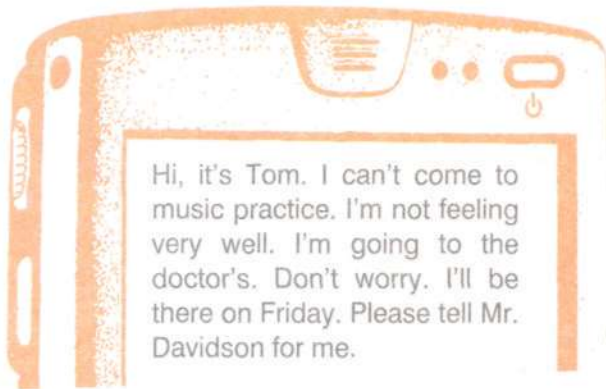 Hi, it's Tom. I can't come to
music practice. I'm not feeling
very well. I'm going to the
doctor's. Don't worry. I'll be
there on Friday. Please tell Mr.
Davidson for me.